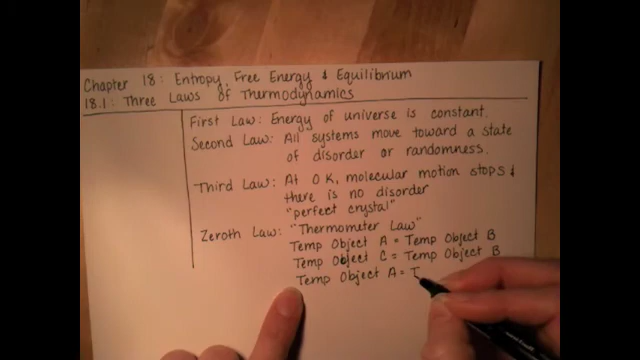 Chapter 18: Entropy, Free Energy & Equilibrium
18.1: Three Laws of Thermodynamics
First Law: Energy of universe is constant.
Second Law: All systems move toward a state
of disorder or randomness.
Third Law: At 0 K, molecular motion stops &
there is no disorder
"perfect crystal"
Zeroth Law: "Thermometer Law"
Temp Object A = Temp Object B
Temp Object C = Temp Object B
Temp Object A = T